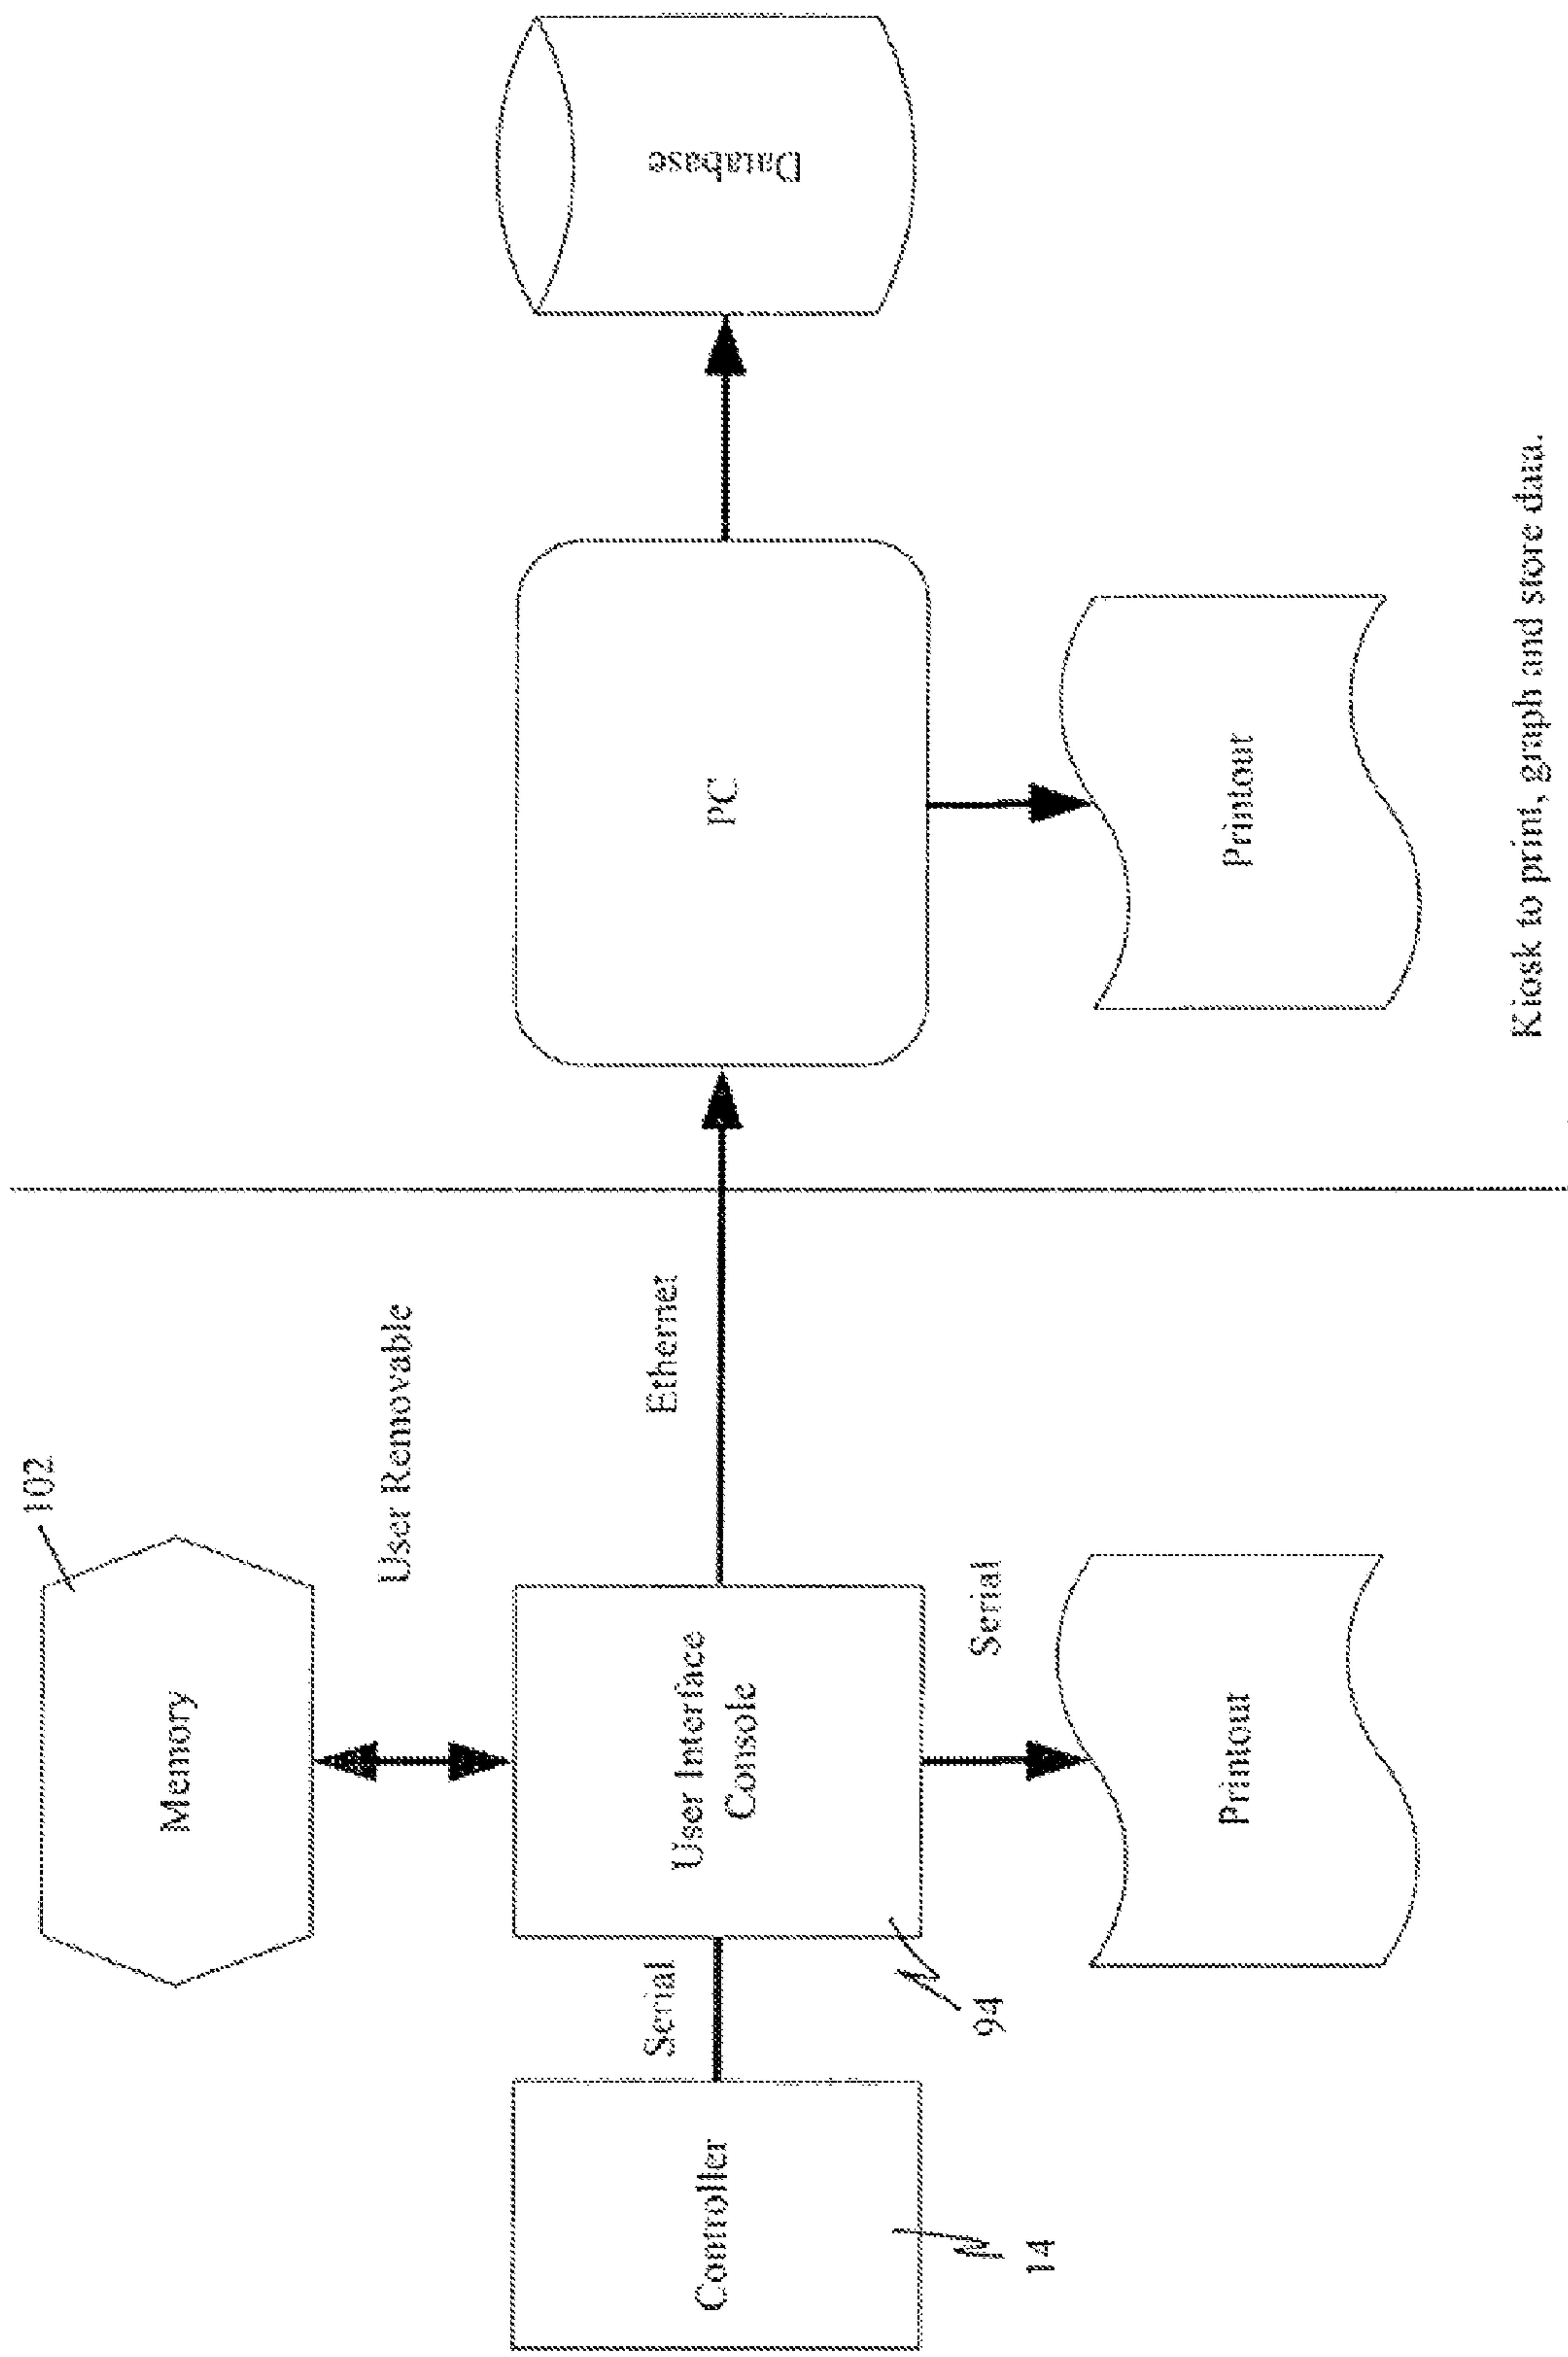 102
Memory
User Removable
Controller
Serial
User Interface
Console
Ethernet
PC
Database
14
94
Serial
Printout
Printout
Kiosk to print, graph and store data.